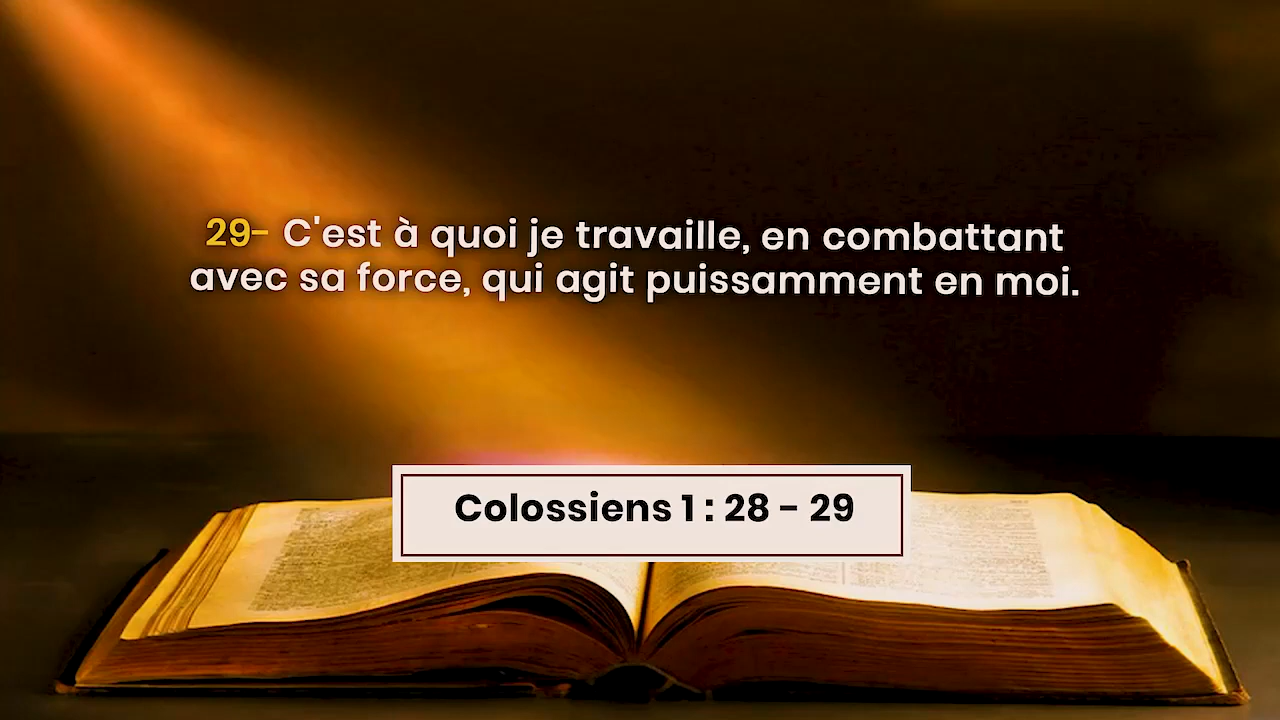 29- C'est à quoi je travaille, en combattant
avec sa force, qui agit puissamment en moi.
Colossiens 1 : 28 - 29